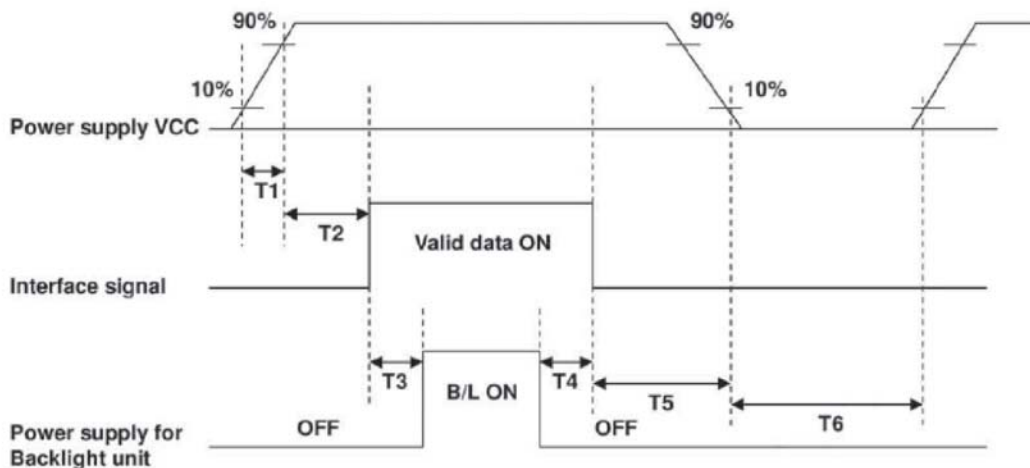 90%
90%
10%
10%
Power supply VCC
T1
T2
Valid data ON
Interface signal
T3
T4
B/L ON
T5
T6
OFF
OFF
Power supply for
Backlight unit